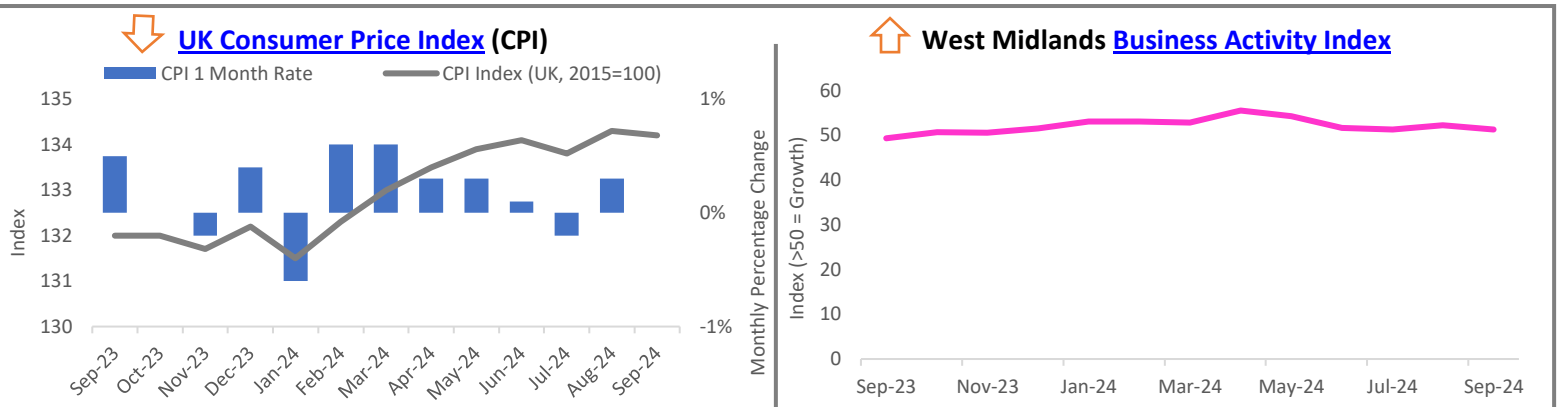 UK Consumer Price Index (CPI)
CPI 1 Month Rate
CPI Index (UK, 2015=100)
135
134
133
132
131
130
Index
1%
0%
-1%
Monthly Percentage Change
Sep-23
Oct-23
Nov-23
Dec-23
Jan-24
Feb-24
Mar-24
Apr-24
May-24
Jun-24
Jul-24
Aug-24
Sep-24
West Midlands Business Activity Index
Index (>50 = Growth)
60
50
40
30
20
10
0
Sep-23
Nov-23
Jan-24
Mar-24
May-24
Jul-24
Sep-24